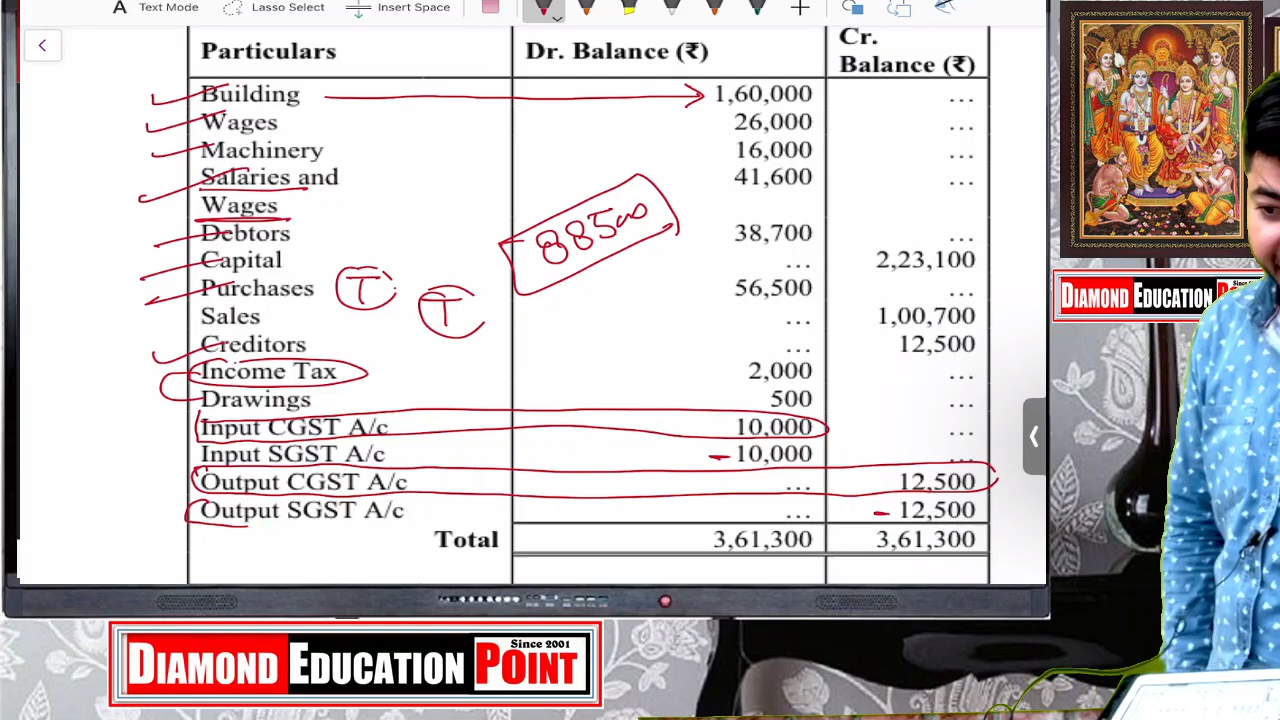 Text Mode Lasso Select Insert Space
Particulars Dr. Balance (₹) Cr. Balance (₹)
Building 1,60,000 ...
Wages 26,000 ...
Machinery 16,000 ...
Salaries and 41,600 ...
Wages
Debtors 38,700 ...
Capital ... 2,23,100
Purchases 56,500 ...
Sales ... 1,00,700
Creditors ... 12,500
Income Tax 2,000 ...
Drawings 500 ...
Input CGST A/c 10,000 ...
Input SGST A/c 10,000 ...
Output CGST A/c ... 12,500
Output SGST A/c ... 12,500
Total 3,61,300 3,61,300
88500
T
T
DIAMOND EDUCATION POINT
Since 2001
DIAMOND EDUCATION POINT